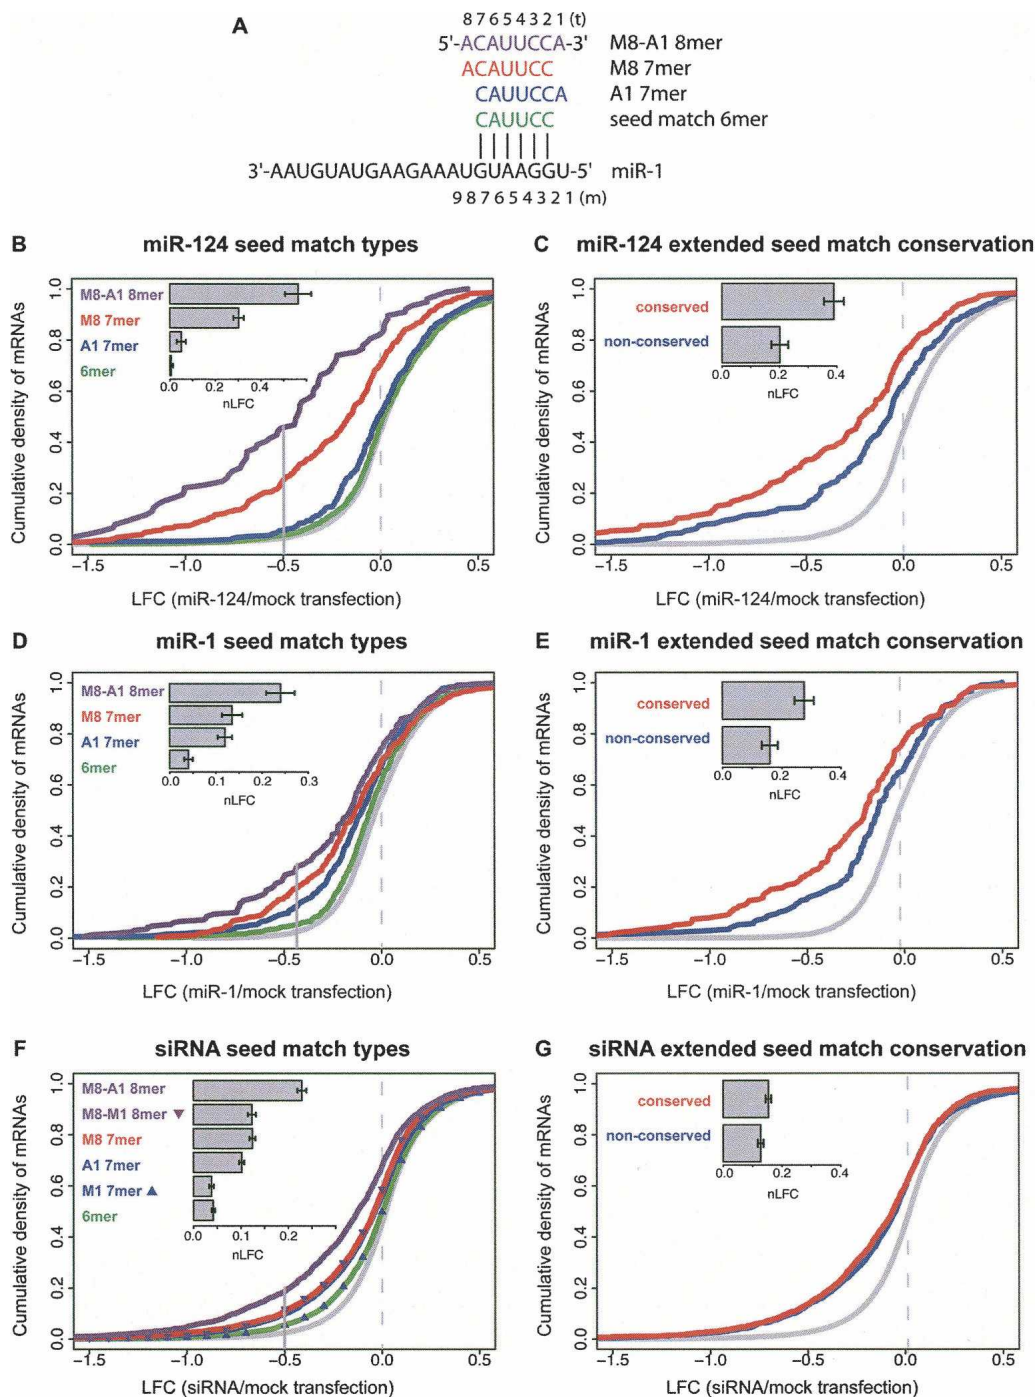 A
8 7 6 5 4 3 2 1 (t)
5'-ACAUUCCA-3' M8-A1 8mer
ACAUUCC M8 7mer
CAUUCCA A1 7mer
CAUUCC seed match 6mer
3'-AAUGUAUGAAGAAAUGUAAGGU-5' miR-1
9 8 7 6 5 4 3 2 1 (m)
B miR-124 seed match types
Cumulative density of mRNAs
1.0
0.8
0.6
0.4
0.2
0.0
M8-A1 8mer
M8 7mer
A1 7mer
6mer
0.0 0.2 0.4
nLFC
−1.5 −1.0 −0.5 0.0 0.5
LFC (miR-124/mock transfection)
C miR-124 extended seed match conservation
Cumulative density of mRNAs
1.0
0.8
0.6
0.4
0.2
0.0
conserved
non-conserved
0.0 0.2 0.4
nLFC
−1.5 −1.0 −0.5 0.0 0.5
LFC (miR-124/mock transfection)
D miR-1 seed match types
Cumulative density of mRNAs
1.0
0.8
0.6
0.4
0.2
0.0
M8-A1 8mer
M8 7mer
A1 7mer
6mer
0.0 0.1 0.2 0.3
nLFC
−1.5 −1.0 −0.5 0.0 0.5
LFC (miR-1/mock transfection)
E miR-1 extended seed match conservation
Cumulative density of mRNAs
1.0
0.8
0.6
0.4
0.2
0.0
conserved
non-conserved
0.0 0.2 0.4
nLFC
−1.5 −1.0 −0.5 0.0 0.5
LFC (miR-1/mock transfection)
F siRNA seed match types
Cumulative density of mRNAs
1.0
0.8
0.6
0.4
0.2
0.0
M8-A1 8mer
M8-M1 8mer ▼
M8 7mer
A1 7mer
M1 7mer ▲
6mer
0.0 0.1 0.2
nLFC
−1.5 −1.0 −0.5 0.0 0.5
LFC (siRNA/mock transfection)
G siRNA extended seed match conservation
Cumulative density of mRNAs
1.0
0.8
0.6
0.4
0.2
0.0
conserved
non-conserved
0.0 0.2 0.4
nLFC
−1.5 −1.0 −0.5 0.0 0.5
LFC (siRNA/mock transfection)